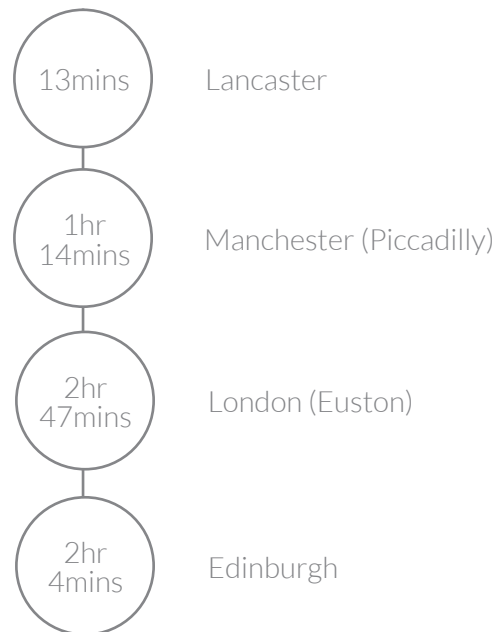 13mins
Lancaster
1hr
14mins
Manchester (Piccadilly)
2hr
47mins
London (Euston)
2hr
4mins
Edinburgh